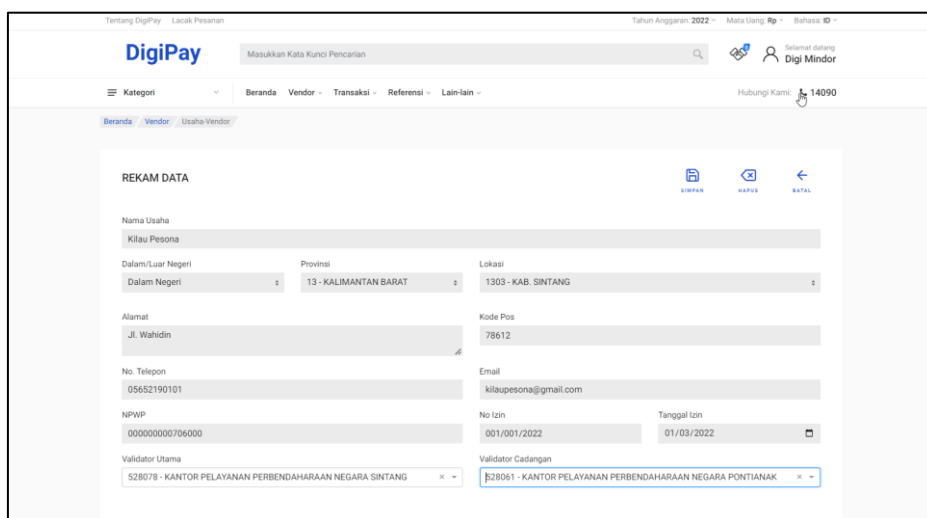 Tentang DigiPay Lacak Pesanan Tahun Anggaran: 2022 Mata Uang: Rp Bahasa: ID
DigiPay Masukkan Kata Kunci Pencarian Selamat datang
Digi Mindor
Kategori Beranda Vendor Transaksi Referensi Lain-lain Hubungi Kami: 14090
Beranda / Vendor / Usaha-Vendor
REKAM DATA
SIMPAN HAPUS BATAL
Nama Usaha
Kilau Pesona
Dalam/Luar Negeri Provinsi Lokasi
Dalam Negeri 13 - KALIMANTAN BARAT 1303 - KAB. SINTANG
Alamat Kode Pos
Jl. Wahidin 78612
No. Telepon Email
05652190101 kilaupesona@gmail.com
NPWP No Izin Tanggal Izin
000000000706000 001/001/2022 01/03/2022
Validator Utama Validator Cadangan
528078 - KANTOR PELAYANAN PERBENDAHARAAN NEGARA SINTANG × 528061 - KANTOR PELAYANAN PERBENDAHARAAN NEGARA PONTIANAK ×